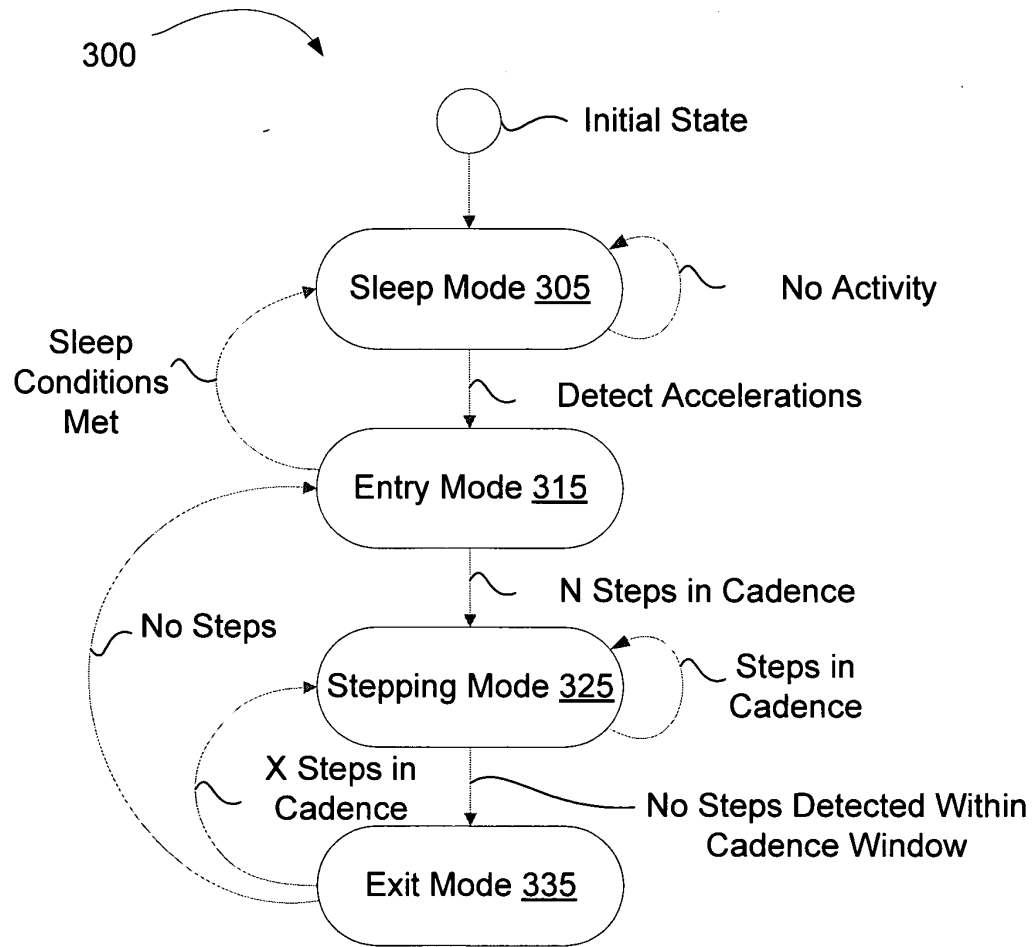 300
Initial State
Sleep Mode 305
No Activity
Sleep
Conditions
Met
Detect Accelerations
Entry Mode 315
N Steps in Cadence
No Steps
Stepping Mode 325
Steps in
Cadence
X Steps in
Cadence
No Steps Detected Within
Cadence Window
Exit Mode 335